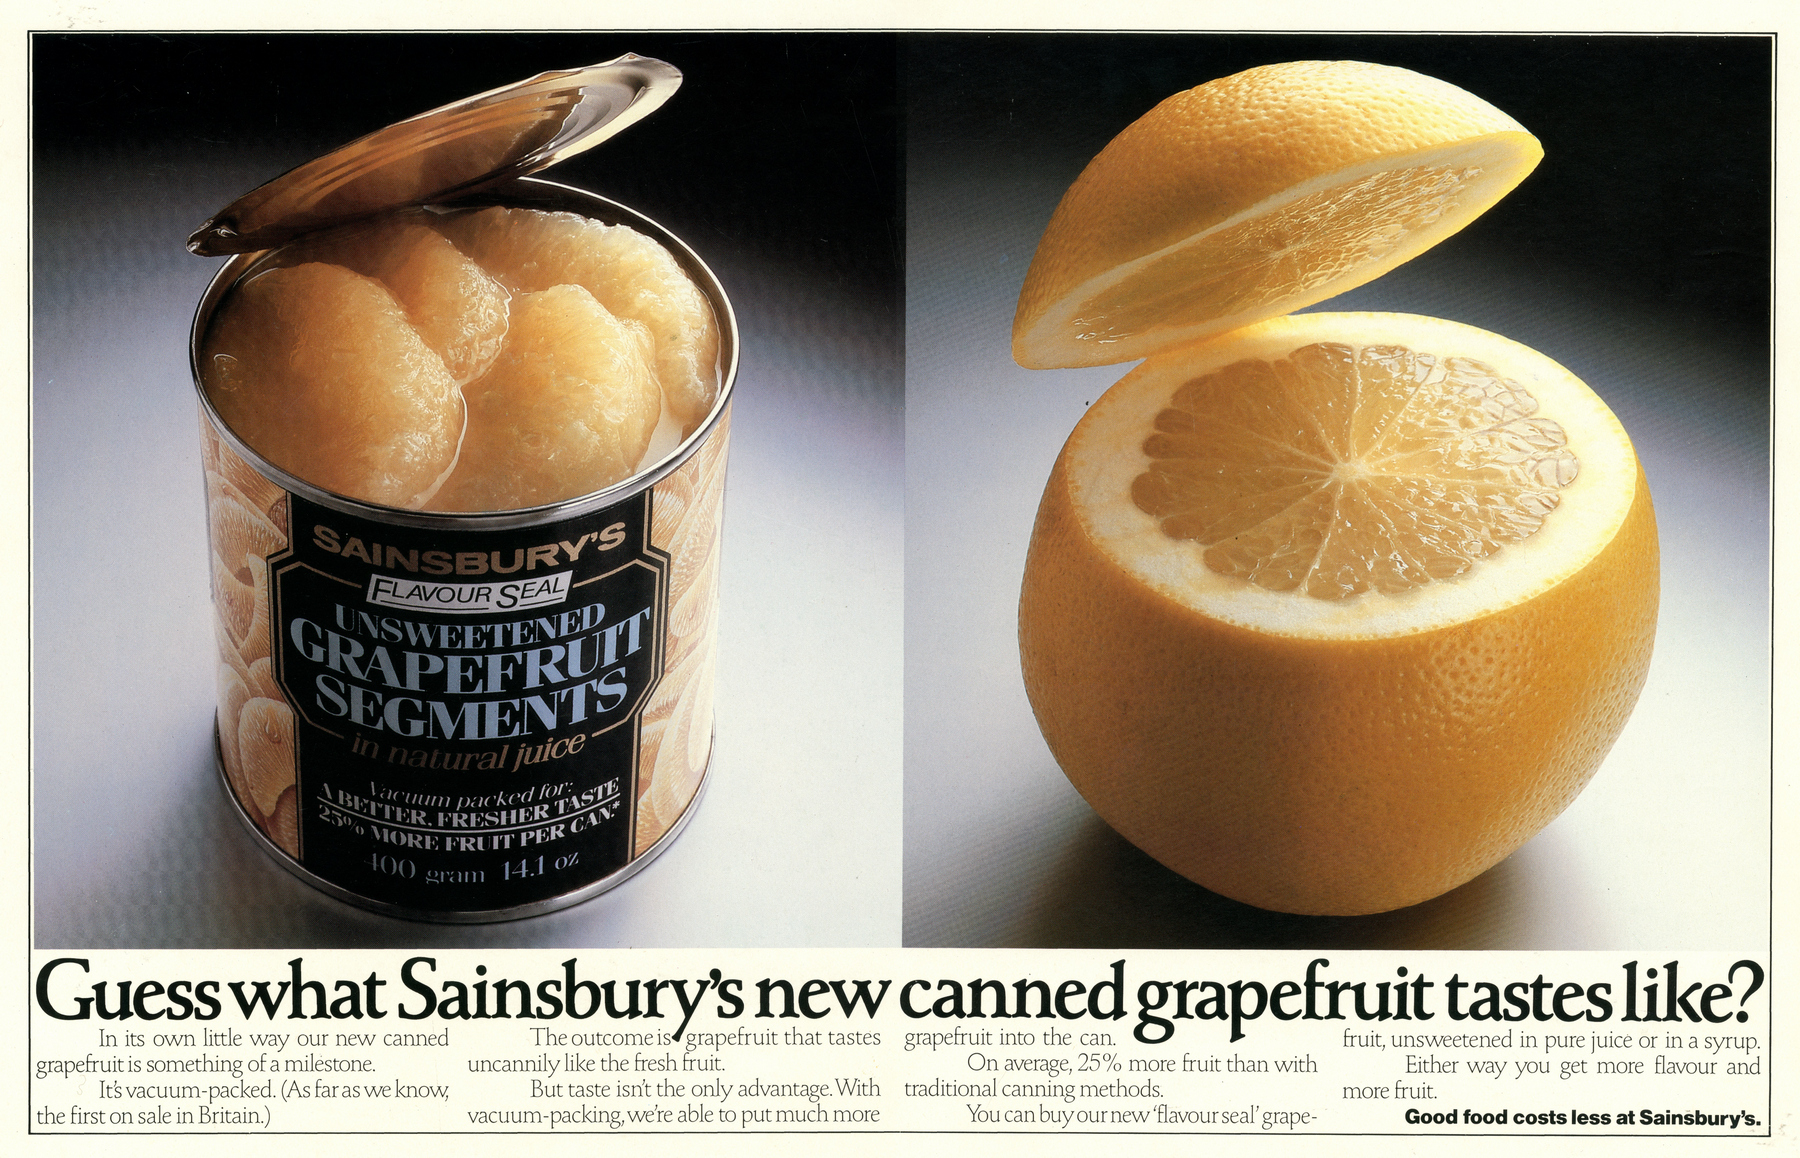 SAINSBURY'S
FLAVOUR SEAL
UNSWEETENED
GRAPEFRUIT
SEGMENTS
in natural juice
Vacuum packed for:
A BETTER, FRESHER TASTE
25% MORE FRUIT PER CAN.*
400 gram 14.1 oz
Guess what Sainsbury's new canned grapefruit tastes like?
In its own little way our new canned
grapefruit is something of a milestone.
It's vacuum-packed. (As far as we know,
the first on sale in Britain.)
The outcome is grapefruit that tastes
uncannily like the fresh fruit.
But taste isn't the only advantage. With
vacuum-packing, we're able to put much more
grapefruit into the can.
On average, 25% more fruit than with
traditional canning methods.
You can buy our new 'flavour seal' grape-
fruit, unsweetened in pure juice or in a syrup.
Either way you get more flavour and
more fruit.
Good food costs less at Sainsbury's.